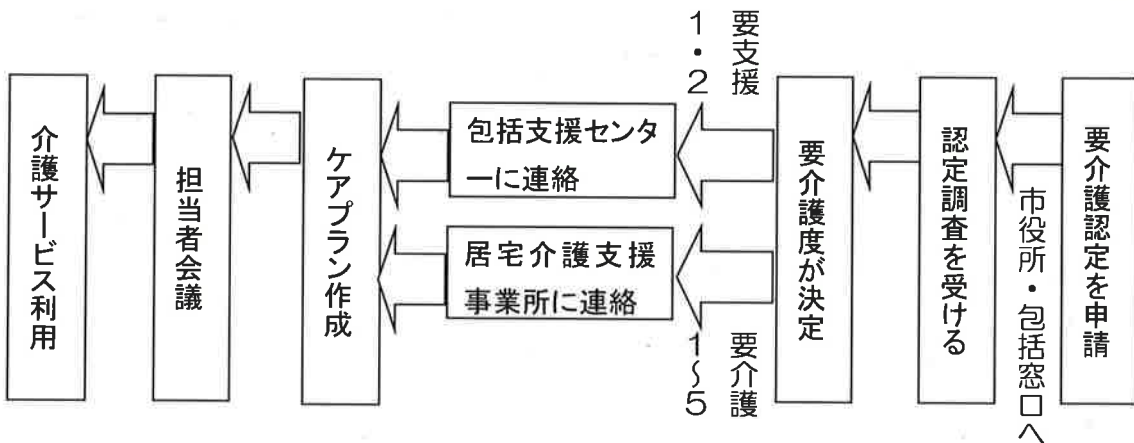 要介護認定を申請
市役所・包括窓口へ
認定調査を受ける
要介護度が決定
要支援
1・2
包括支援センタ
ーに連絡
要介護
1〜5
居宅介護支援
事業所に連絡
ケアプラン作成
担当者会議
介護サービス利用